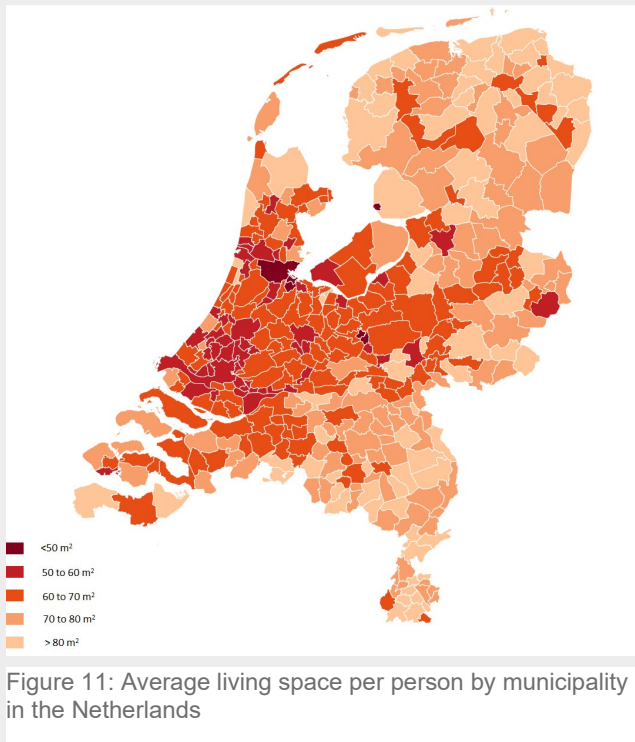 <50 m²
50 to 60 m²
60 to 70 m²
70 to 80 m²
> 80 m²
Figure 11: Average living space per person by municipality
in the Netherlands